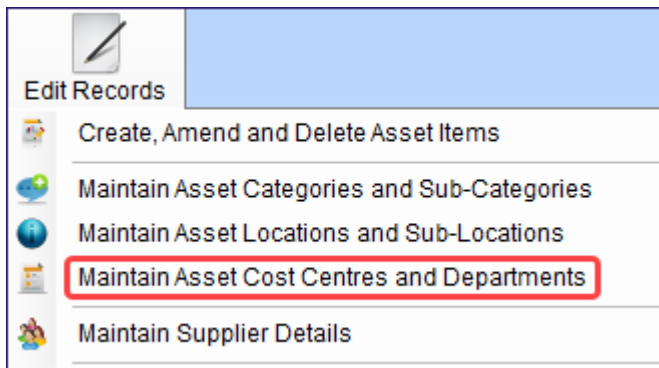 Edit Records
Create, Amend and Delete Asset Items
Maintain Asset Categories and Sub-Categories
Maintain Asset Locations and Sub-Locations
Maintain Asset Cost Centres and Departments
Maintain Supplier Details